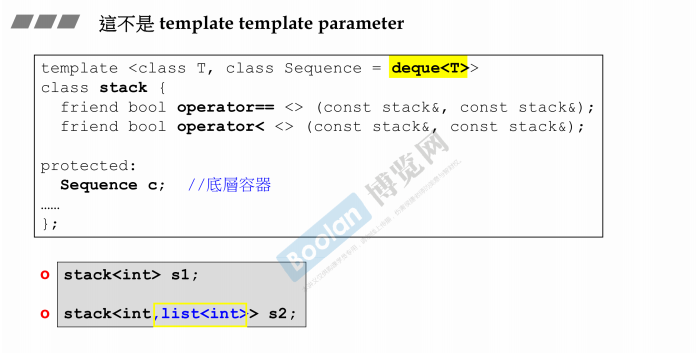 這不是 template template parameter
template <class T, class Sequence = deque<T>>
class stack {
friend bool operator== <> (const stack&, const stack&);
friend bool operator< <> (const stack&, const stack&);
protected:
Sequence c; //底層容器
……
};
Boolan 博览网
o stack<int> s1;
o stack<int,list<int>> s2;